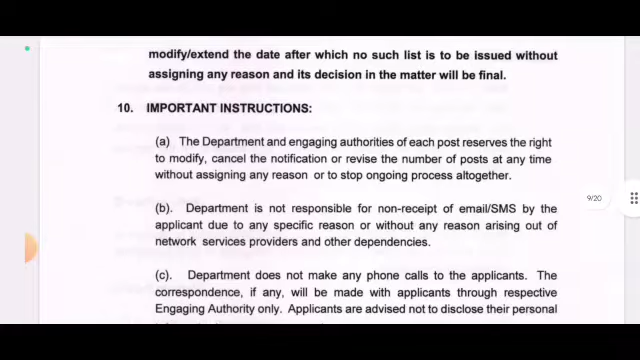 modify/extend the date after which no such list is to be issued without
assigning any reason and its decision in the matter will be final.
10. IMPORTANT INSTRUCTIONS:
(a) The Department and engaging authorities of each post reserves the right
to modify, cancel the notification or revise the number of posts at any time
without assigning any reason or to stop ongoing process altogether.
9/20
(b). Department is not responsible for non-receipt of email/SMS by the
applicant due to any specific reason or without any reason arising out of
network services providers and other dependencies.
(c). Department does not make any phone calls to the applicants. The
correspondence, if any, will be made with applicants through respective
Engaging Authority only. Applicants are advised not to disclose their personal